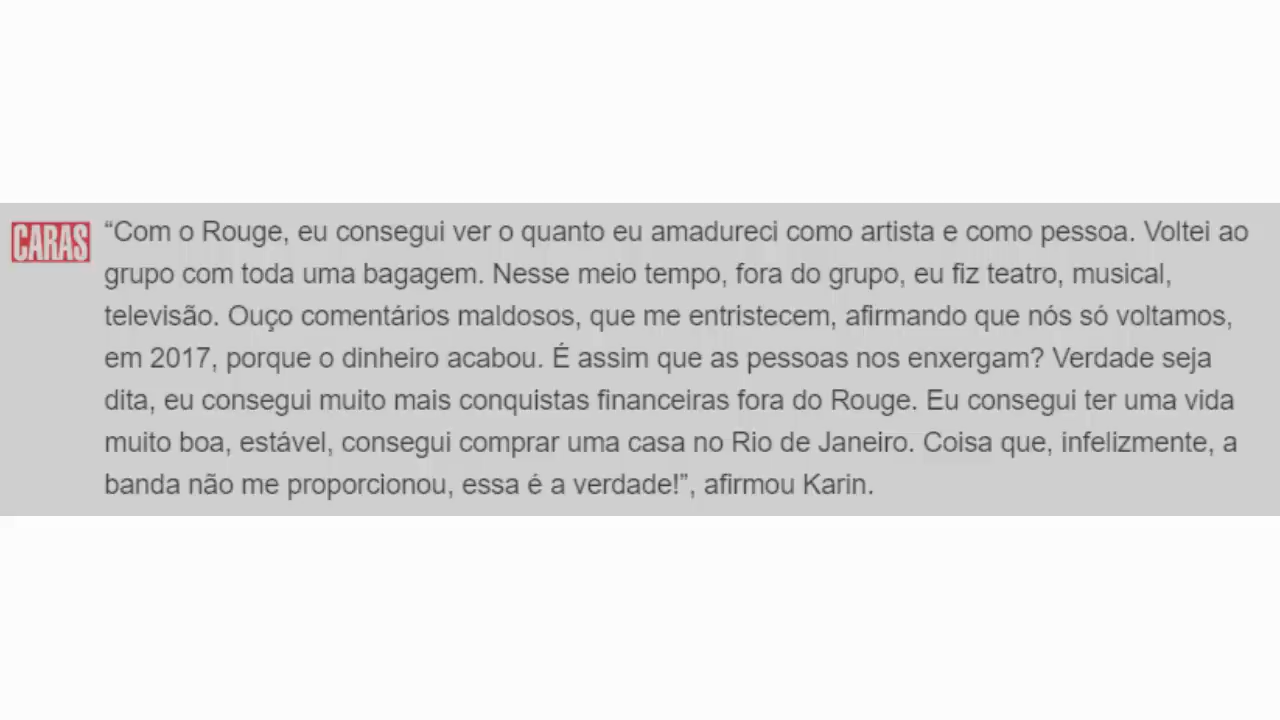 CARAS
“Com o Rouge, eu consegui ver o quanto eu amadureci como artista e como pessoa. Voltei ao
grupo com toda uma bagagem. Nesse meio tempo, fora do grupo, eu fiz teatro, musical,
televisão. Ouço comentários maldosos, que me entristecem, afirmando que nós só voltamos,
em 2017, porque o dinheiro acabou. É assim que as pessoas nos enxergam? Verdade seja
dita, eu consegui muito mais conquistas financeiras fora do Rouge. Eu consegui ter uma vida
muito boa, estável, consegui comprar uma casa no Rio de Janeiro. Coisa que, infelizmente, a
banda não me proporcionou, essa é a verdade!”, afirmou Karin.